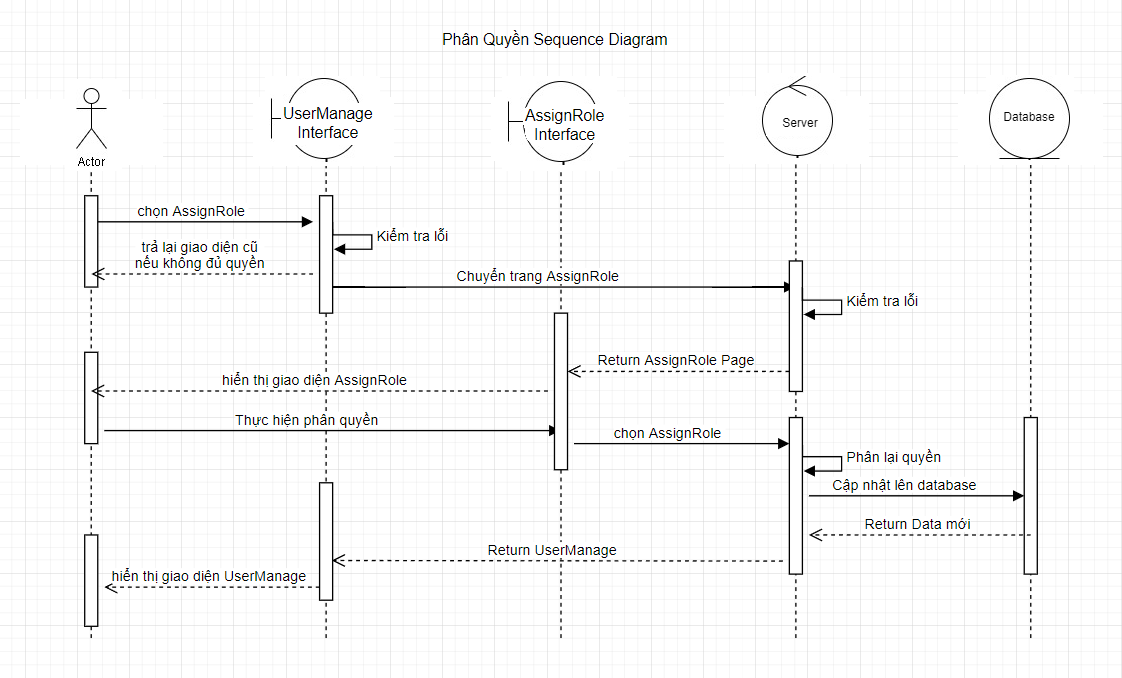 Phân Quyền Sequence Diagram
UserManage
Interface
AssignRole
Interface
Server
Database
Actor
chọn AssignRole
Kiểm tra lỗi
trả lại giao diện cũ
nếu không đủ quyền
Chuyển trang AssignRole
Kiểm tra lỗi
Return AssignRole Page
hiển thị giao diện AssignRole
Thực hiện phân quyền
chọn AssignRole
Phân lại quyền
Cập nhật lên database
Return Data mới
Return UserManage
hiển thị giao diện UserManage